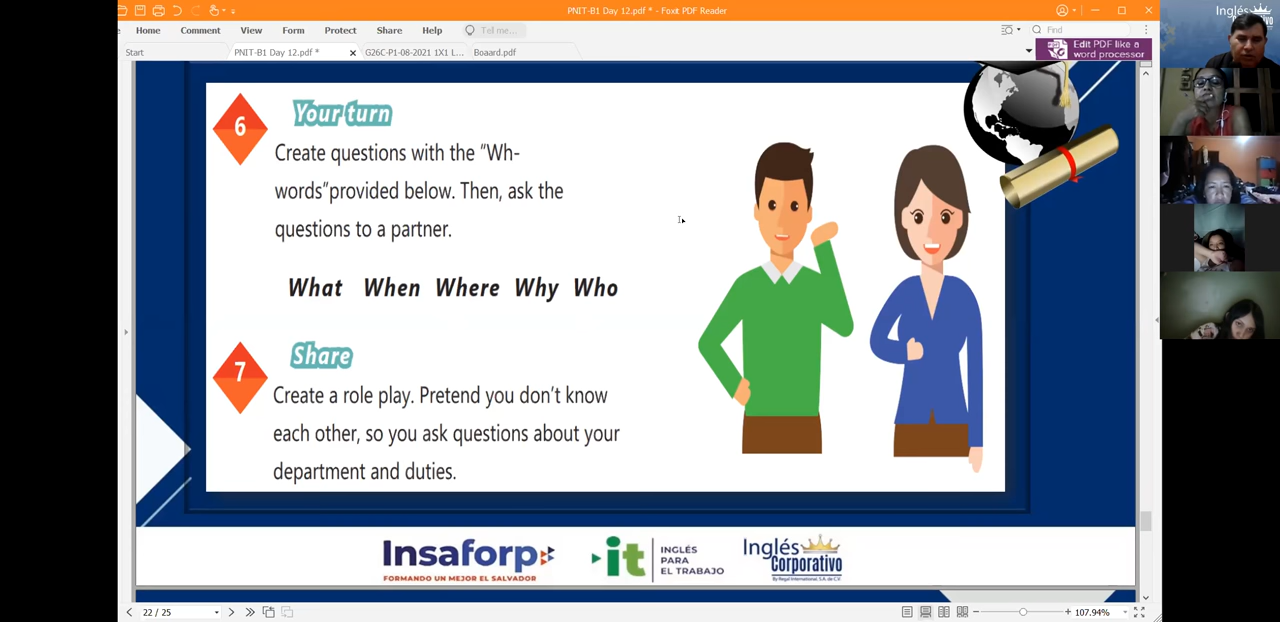 PNIT-B1 Day 12.pdf * - Foxit PDF Reader
Home Comment View Form Protect Share Help Tell me... Find
Start PNIT-B1 Day 12.pdf * G26C-P1-08-2021 1X1 L... Boaard.pdf
Edit PDF like a
word processor
Inglés
Corporativo
6 Your turn
Create questions with the "Wh-
words"provided below. Then, ask the
questions to a partner.
What When Where Why Who
7 Share
Create a role play. Pretend you don't know
each other, so you ask questions about your
department and duties.
Insaforp
FORMANDO UN MEJOR EL SALVADOR
it
INGLÉS
PARA
EL TRABAJO
Inglés
Corporativo
By Regal International, S.A. de C.V.
22 / 25 107.94%